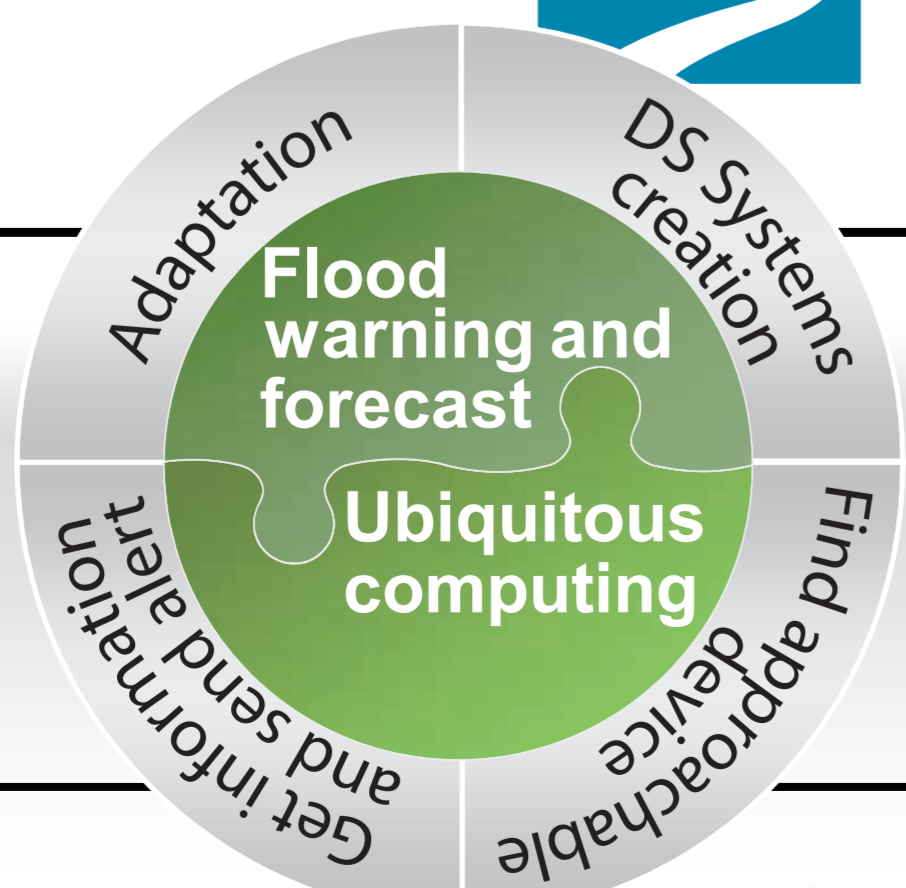 Adaptation
DS Systems
creation
Flood
warning and
forecast
Ubiquitous
computing
Find approachable
device
Get information
and send alert